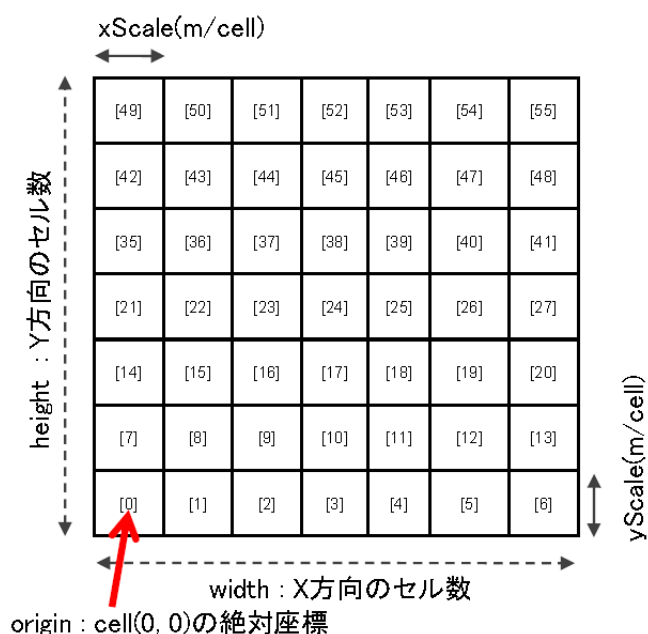 xScale(m/cell)
[49] [50] [51] [52] [53] [54] [55]
[42] [43] [44] [45] [46] [47] [48]
[35] [36] [37] [38] [39] [40] [41]
[21] [22] [23] [24] [25] [26] [27]
[14] [15] [16] [17] [18] [19] [20]
[7] [8] [9] [10] [11] [12] [13]
[0] [1] [2] [3] [4] [5] [6]
height : Y方向のセル数
yScale(m/cell)
width : X方向のセル数
origin : cell(0, 0)の絶対座標